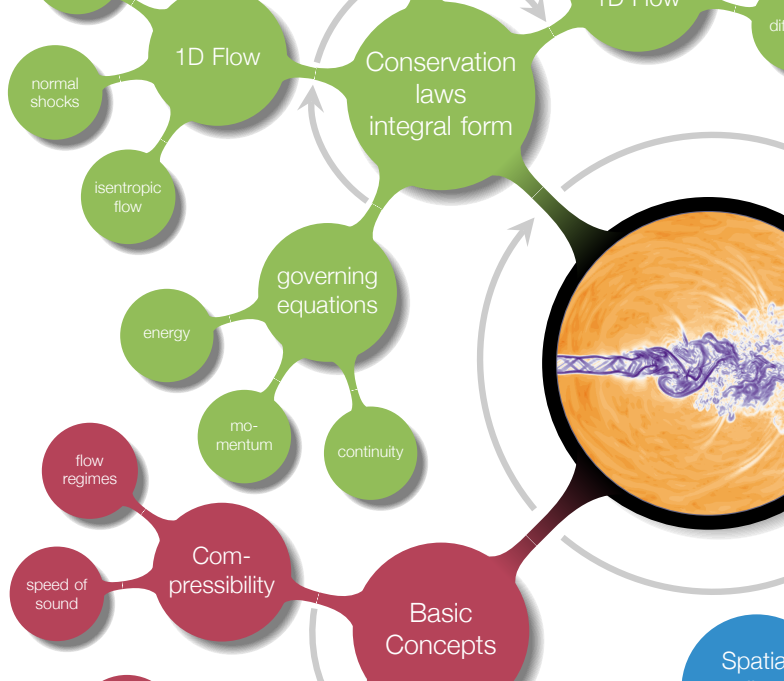 1D Flow
1D Flow
Conservation
laws
integral form
normal
shocks
isentropic
flow
governing
equations
energy
mo-
mentum
continuity
flow
regimes
Com-
pressibility
speed of
sound
Basic
Concepts